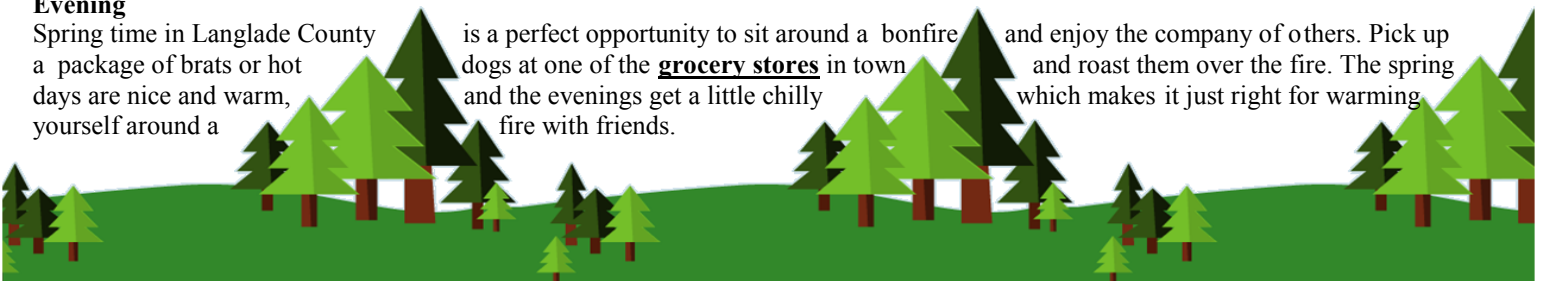 Evening
Spring time in Langlade County is a perfect opportunity to sit around a bonfire and enjoy the company of others. Pick up
a package of brats or hot dogs at one of the grocery stores in town and roast them over the fire. The spring
days are nice and warm, and the evenings get a little chilly which makes it just right for warming
yourself around a fire with friends.